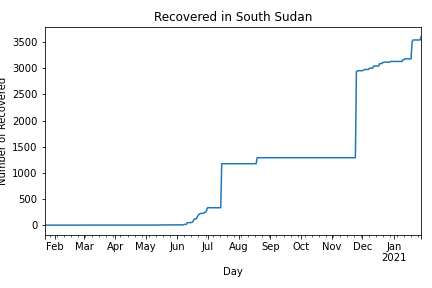 Recovered in South Sudan
3500
3000
2500
2000
1500
1000
500
0
Number of Recovered
Feb Mar Apr May Jun Jul Aug Sep Oct Nov Dec Jan
2021
Day